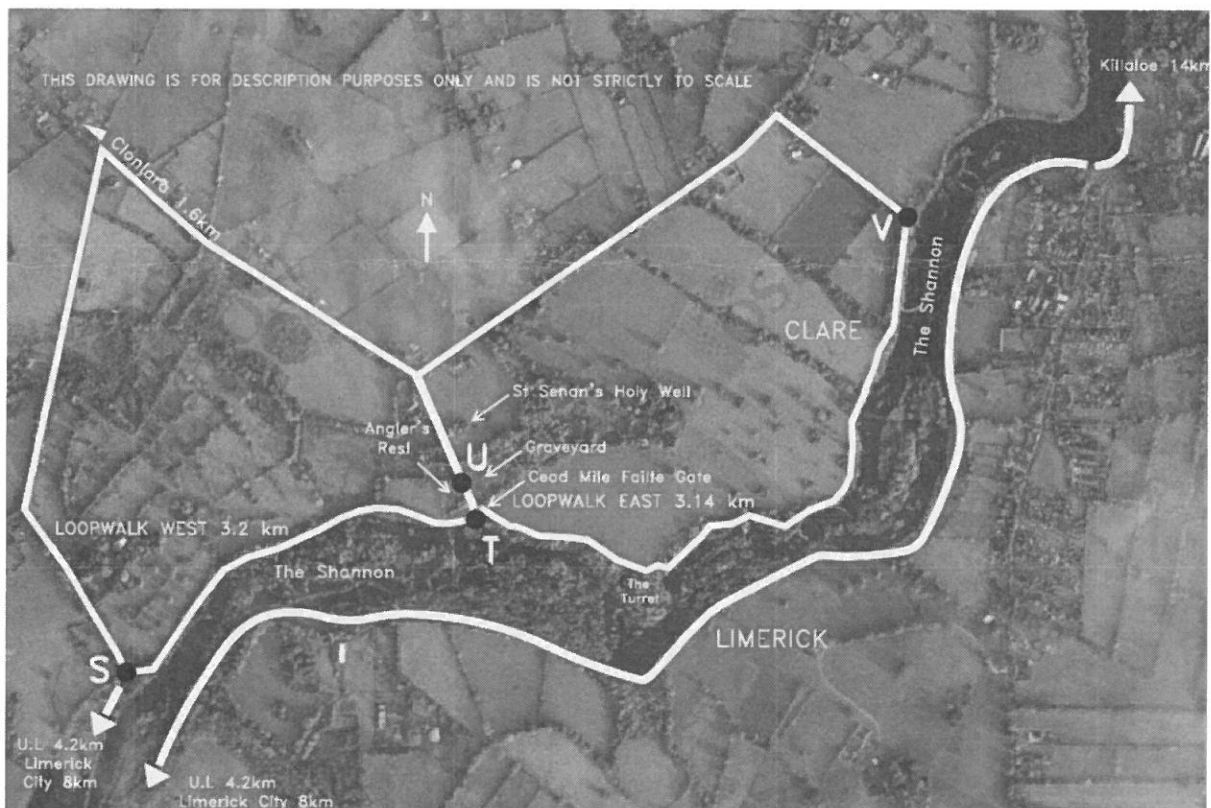 THIS DRAWING IS FOR DESCRIPTION PURPOSES ONLY AND IS NOT STRICTLY TO SCALE
Killaloe 14km
Clonlara 1.6km
N
V
The Shannon
CLARE
St Senan's Holy Well
Angler's
Rest
U
Graveyard
Cead Mile Failte Gate
LOOPWALK EAST 3.14 km
LOOPWALK WEST 3.2 km
T
The Shannon
The
Turret
LIMERICK
S
U.L 4.2km
Limerick
City 8km
U.L 4.2km
Limerick City 8km